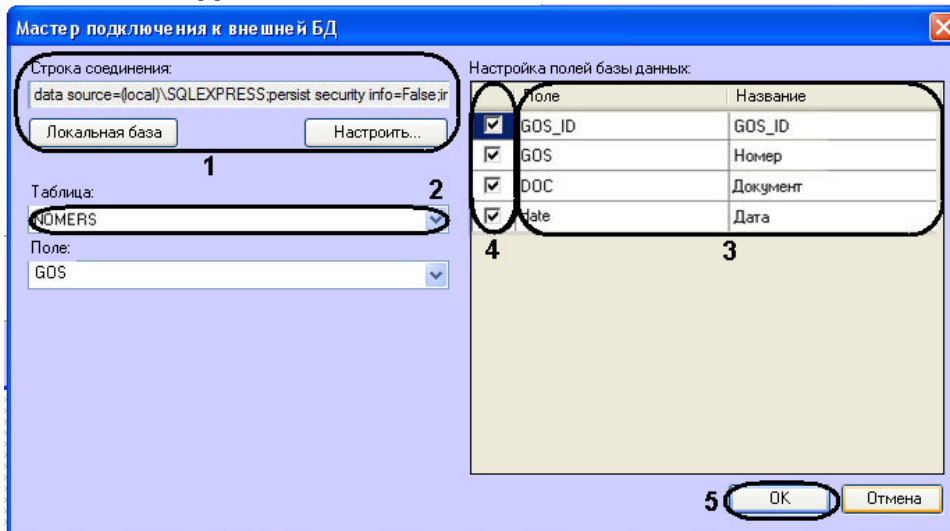 Мастер подключения к внешней БД
Строка соединения:
data source=(local)\SQLEXPRESS;persist security info=False;ir
Локальная база
Настроить...
1
Таблица:
2
NOMERS
Поле:
GOS
Настройка полей базы данных:
Поле Название
GOS_ID GOS_ID
GOS Номер
DOC Документ
date Дата
4
3
5
OK
Отмена